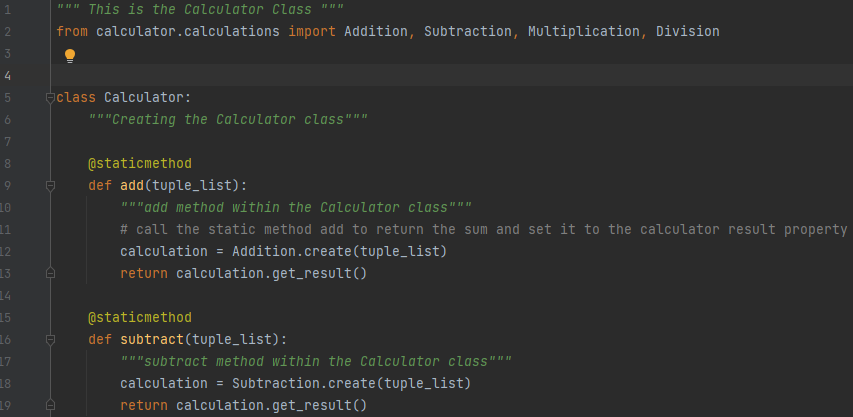 1 """ This is the Calculator Class """
2 from calculator.calculations import Addition, Subtraction, Multiplication, Division
3
4
5 class Calculator:
6     """Creating the Calculator class"""
7
8     @staticmethod
9     def add(tuple_list):
10         """add method within the Calculator class"""
11         # call the static method add to return the sum and set it to the calculator result property
12         calculation = Addition.create(tuple_list)
13         return calculation.get_result()
14
15     @staticmethod
16     def subtract(tuple_list):
17         """subtract method within the Calculator class"""
18         calculation = Subtraction.create(tuple_list)
19         return calculation.get_result()